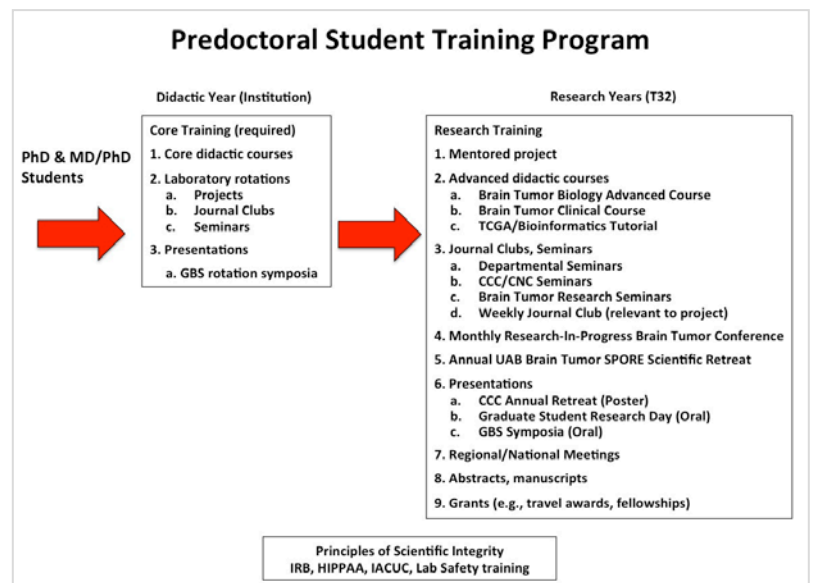 Predoctoral Student Training Program
Didactic Year (Institution)
Research Years (T32)
PhD & MD/PhD
Students
Core Training (required)
1. Core didactic courses
2. Laboratory rotations
a. Projects
b. Journal Clubs
c. Seminars
3. Presentations
a. GBS rotation symposia
Research Training
1. Mentored project
2. Advanced didactic courses
a. Brain Tumor Biology Advanced Course
b. Brain Tumor Clinical Course
c. TCGA/Bioinformatics Tutorial
3. Journal Clubs, Seminars
a. Departmental Seminars
b. CCC/CNC Seminars
c. Brain Tumor Research Seminars
d. Weekly Journal Club (relevant to project)
4. Monthly Research-In-Progress Brain Tumor Conference
5. Annual UAB Brain Tumor SPORE Scientific Retreat
6. Presentations
a. CCC Annual Retreat (Poster)
b. Graduate Student Research Day (Oral)
c. GBS Symposia (Oral)
7. Regional/National Meetings
8. Abstracts, manuscripts
9. Grants (e.g., travel awards, fellowships)
Principles of Scientific Integrity
IRB, HIPPAA, IACUC, Lab Safety training